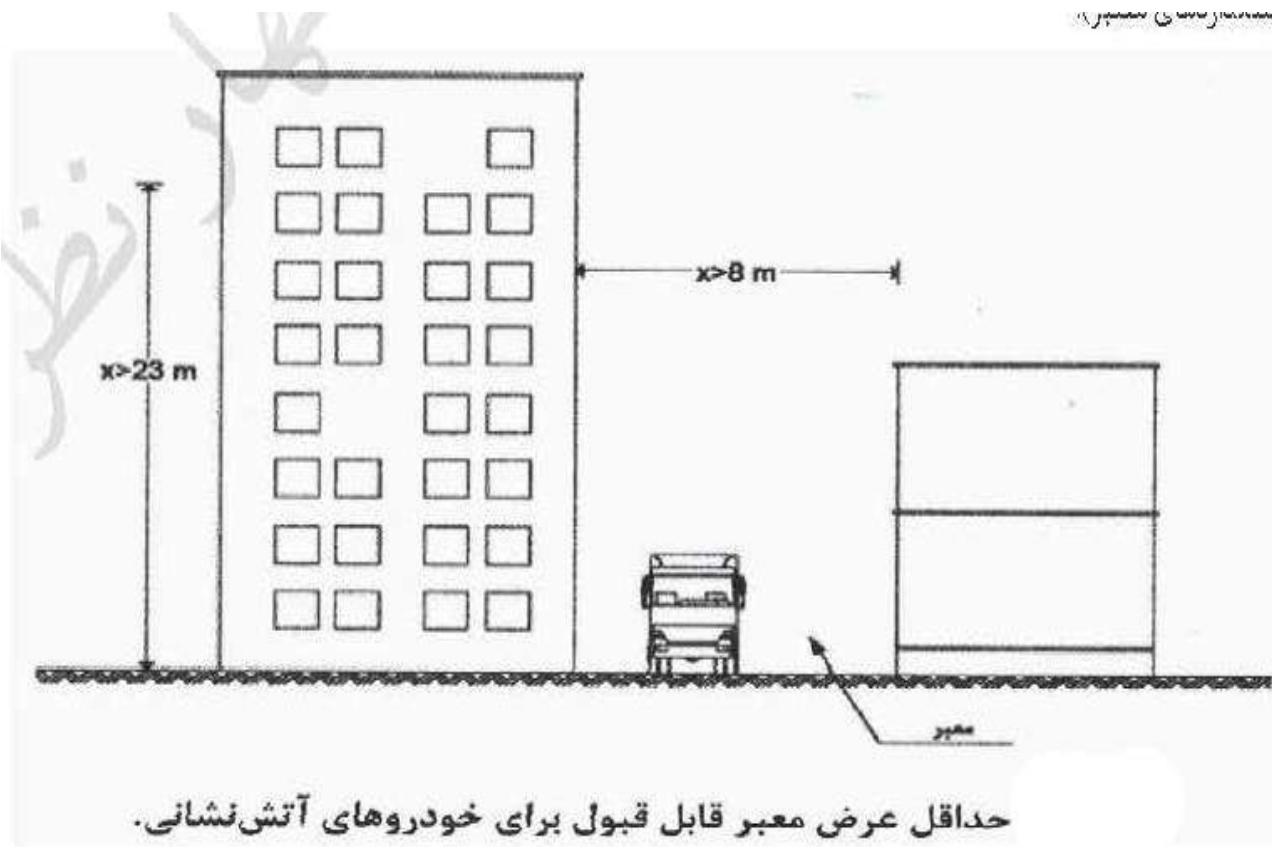 x>8 m
x>23 m
معبر
حداقل عرض معبر قابل قبول برای خودروهای آتش‌نشانی.